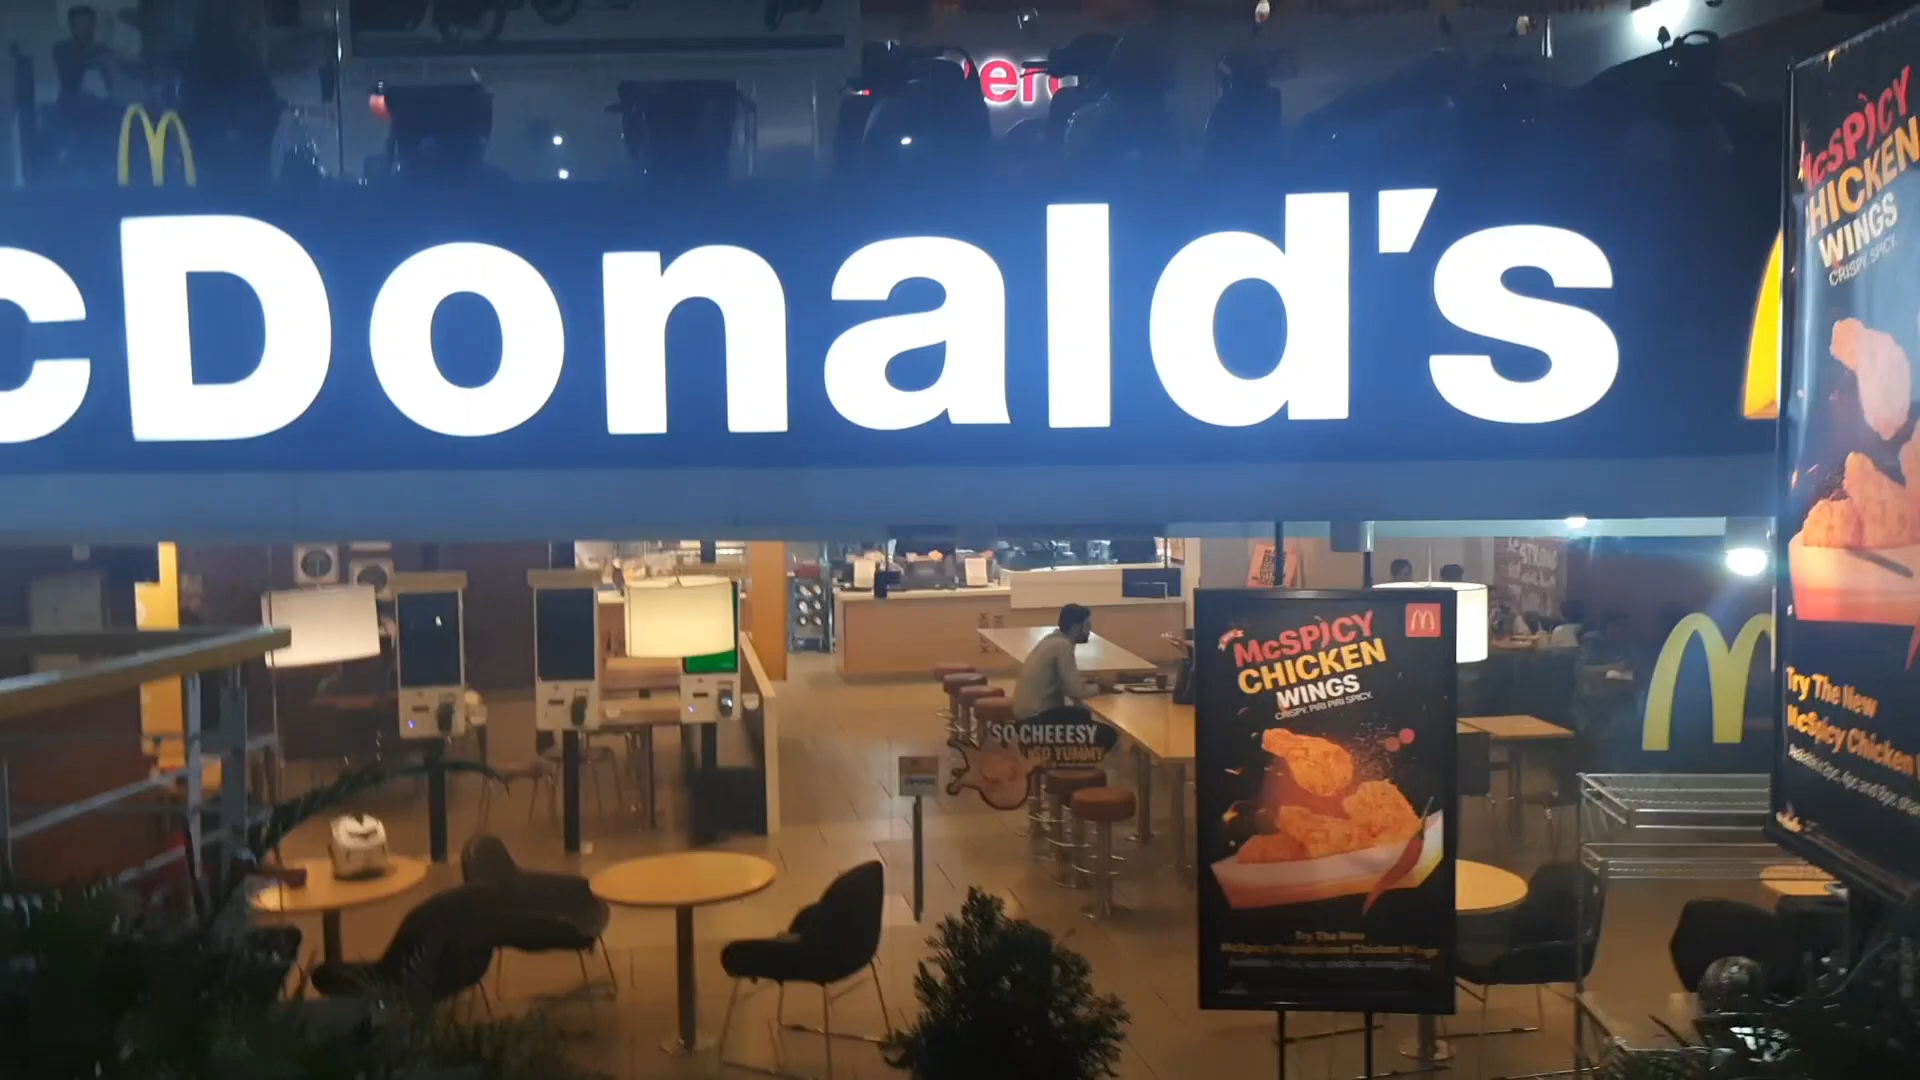 cDonald's
McSPICY
CHICKEN
WINGS
CRISPY. PIRI PIRI SPICY.
Try The New
'SO CHEEESY
SO YUMMY
McSPICY
CHICKEN
WINGS
CRISPY. SPICY.
Try The New
McSpicy Chicken